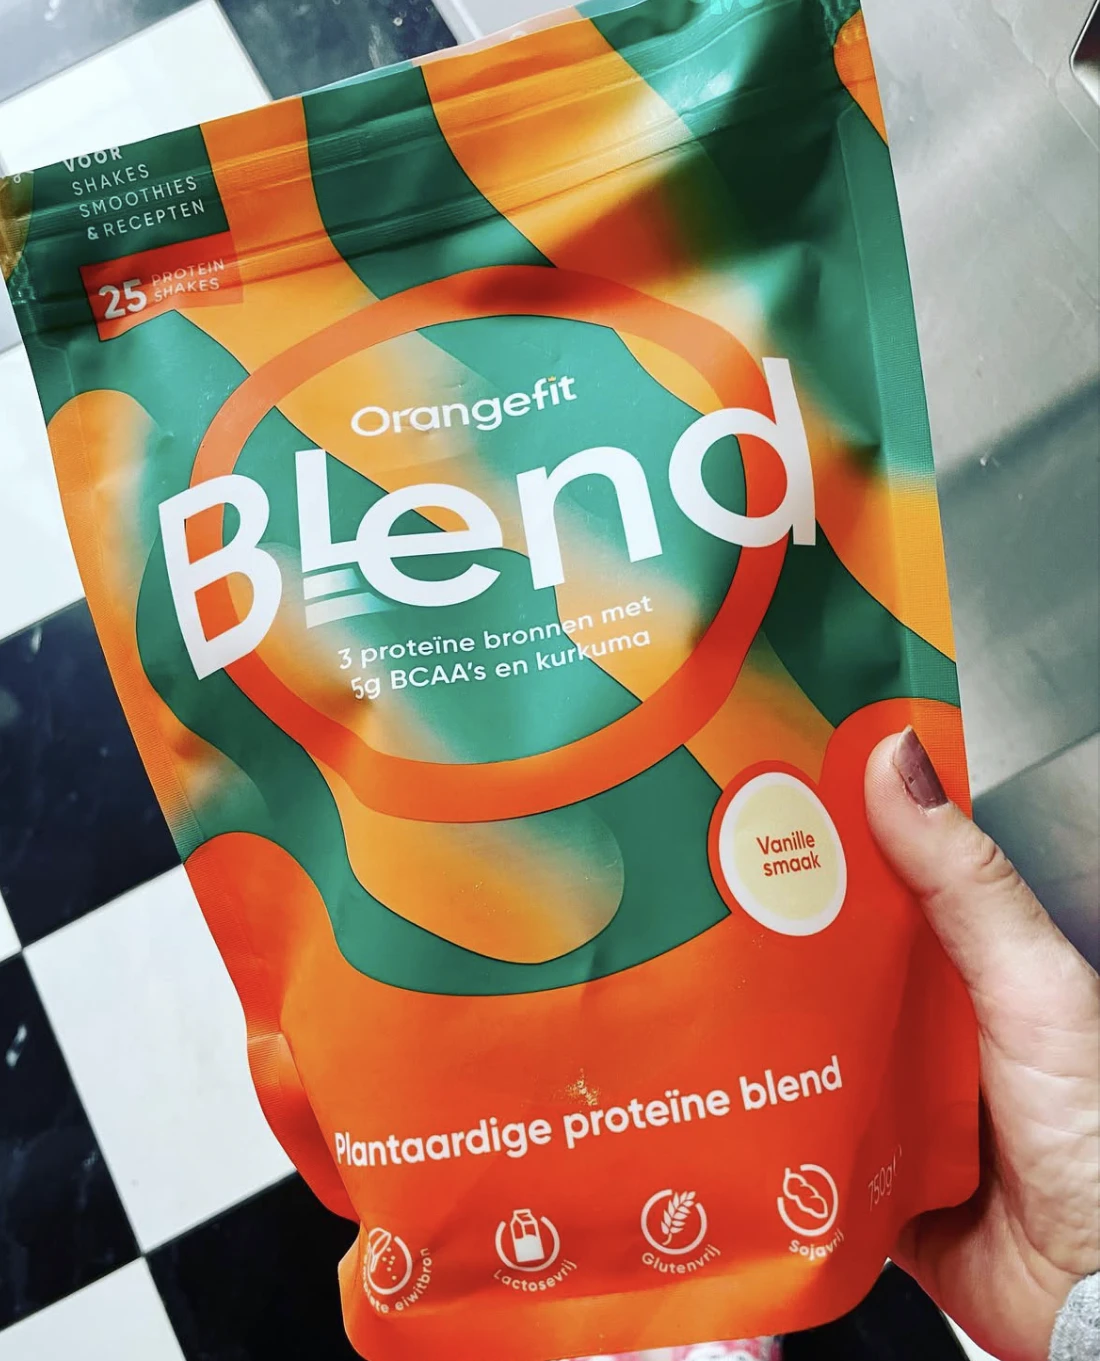 VOOR
SHAKES
SMOOTHIES
& RECEPTEN
25 PROTEIN
SHAKES
Orangefit
Blend
3 proteïne bronnen met
5g BCAA's en kurkuma
Vanille
smaak
Plantaardige proteïne blend
750g
eiwitbron
Lactosevrij
Glutenvrij
Sojavrij